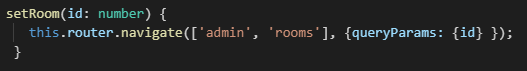 setRoom(id: number) {
this.router.navigate(['admin', 'rooms'], {queryParams: {id} });
}